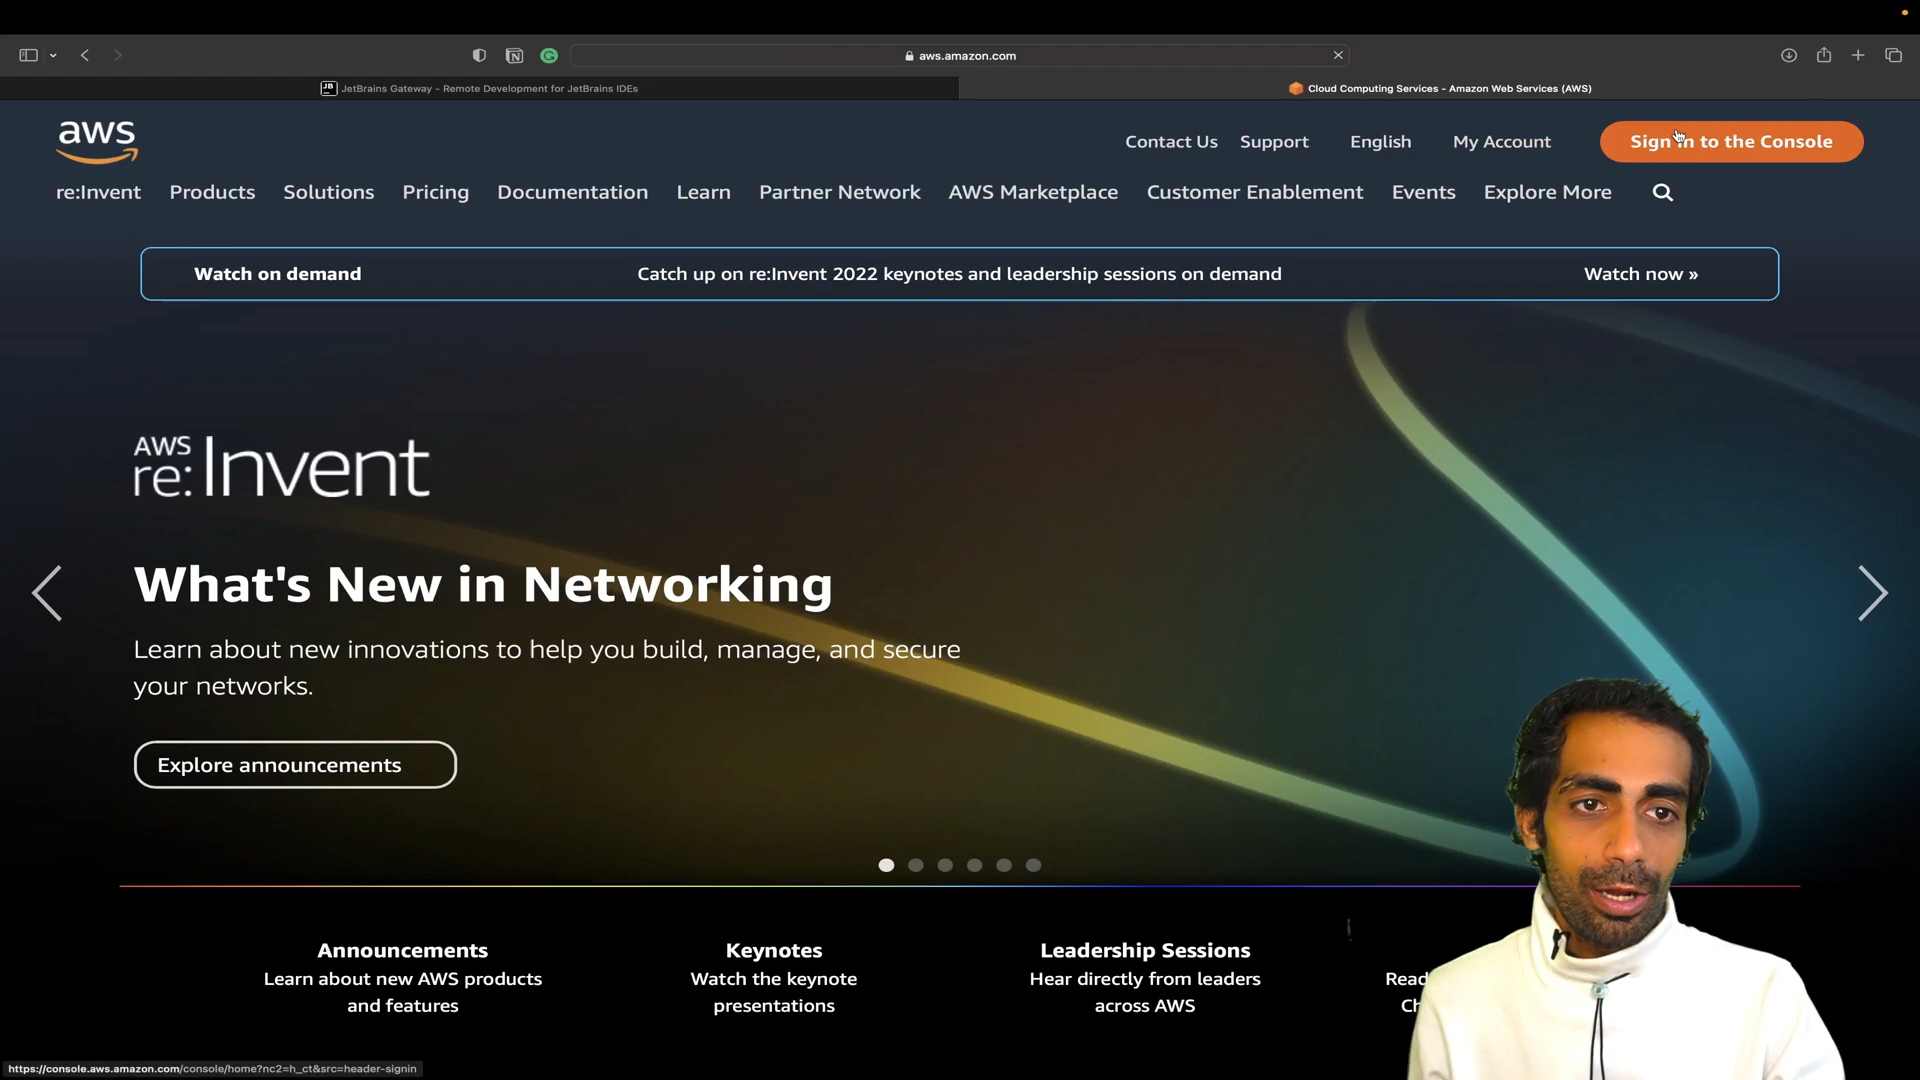 aws.amazon.com
JetBrains Gateway - Remote Development for JetBrains IDEs
Cloud Computing Services - Amazon Web Services (AWS)
aws
Contact Us
Support
English
My Account
Sign in to the Console
re:Invent
Products
Solutions
Pricing
Documentation
Learn
Partner Network
AWS Marketplace
Customer Enablement
Events
Explore More
Watch on demand
Catch up on re:Invent 2022 keynotes and leadership sessions on demand
Watch now »
AWS
re:Invent
What's New in Networking
Learn about new innovations to help you build, manage, and secure
your networks.
Explore announcements
Announcements
Learn about new AWS products
and features
Keynotes
Watch the keynote
presentations
Leadership Sessions
Hear directly from leaders
across AWS
https://console.aws.amazon.com/console/home?nc2=h_ct&src=header-signin